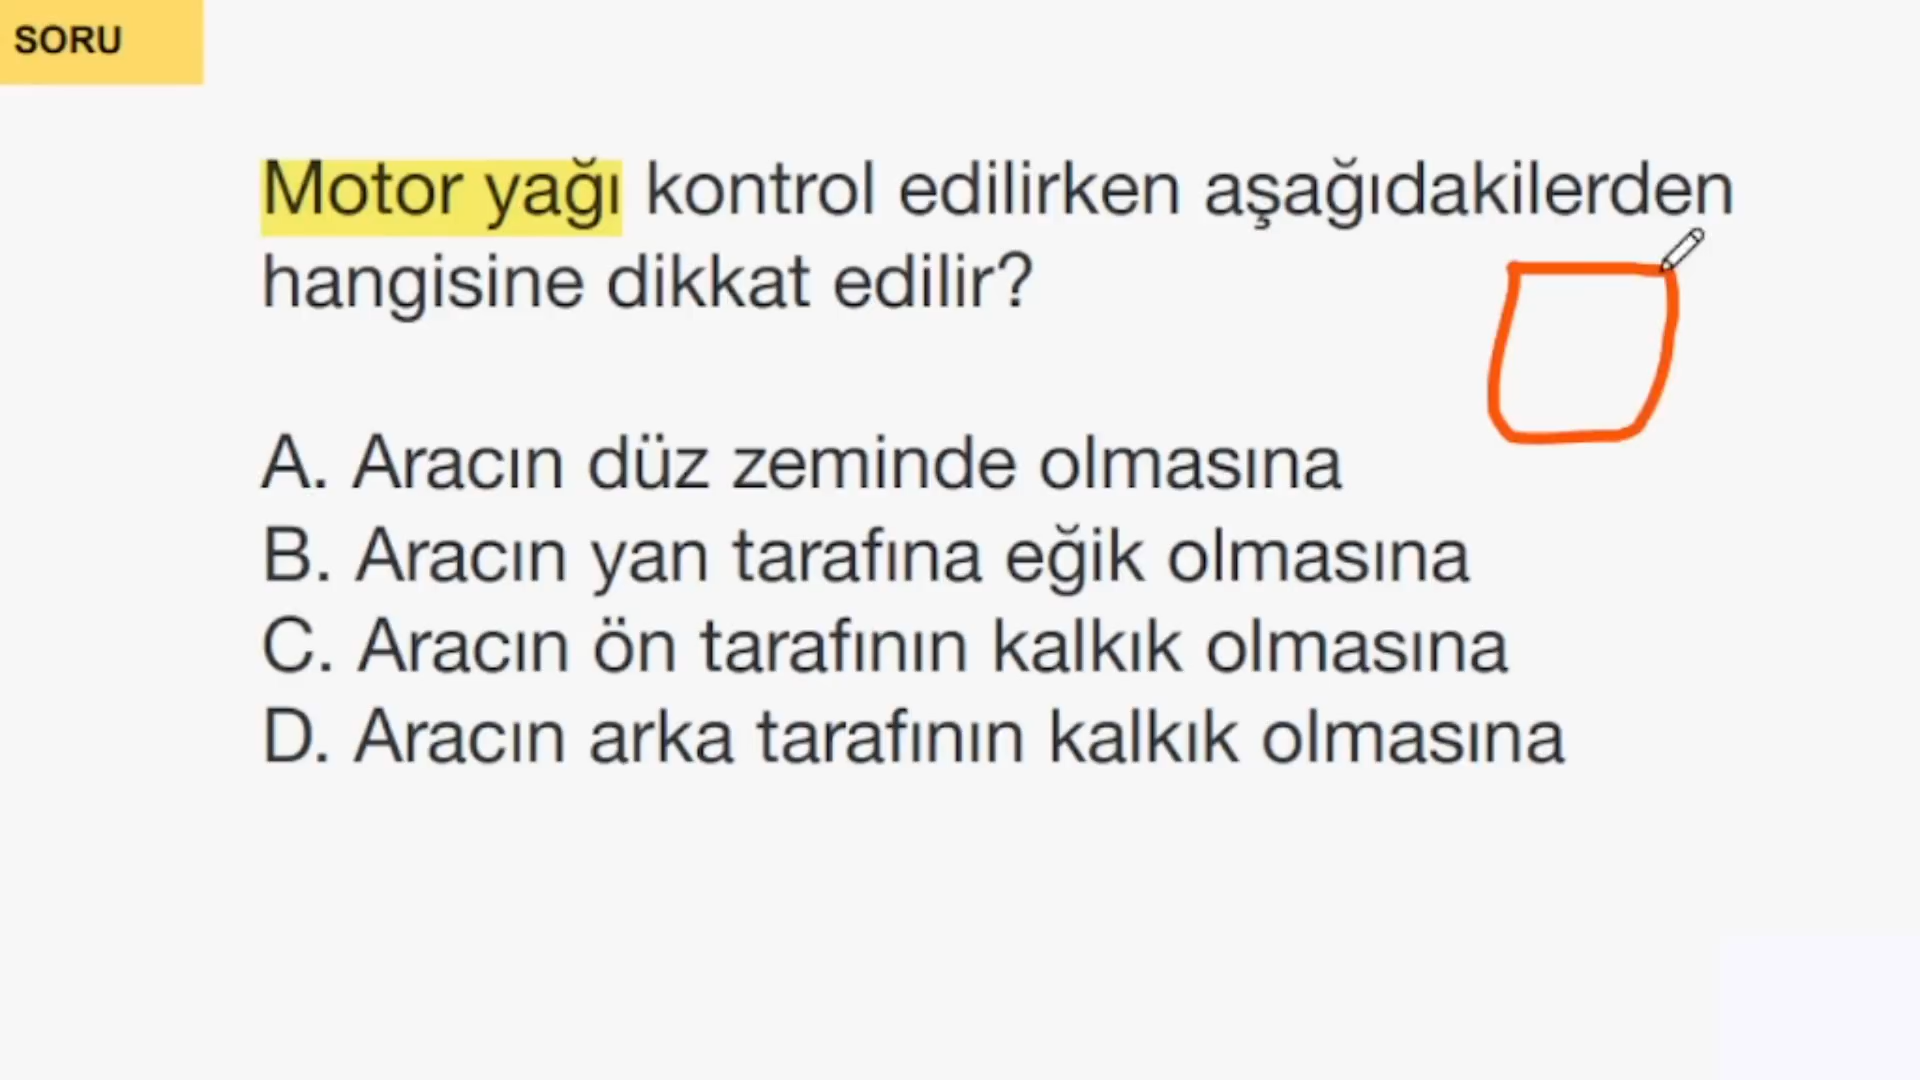 SORU
Motor yağı kontrol edilirken aşağıdakilerden
hangisine dikkat edilir?
A. Aracın düz zeminde olmasına
B. Aracın yan tarafına eğik olmasına
C. Aracın ön tarafının kalkık olmasına
D. Aracın arka tarafının kalkık olmasına